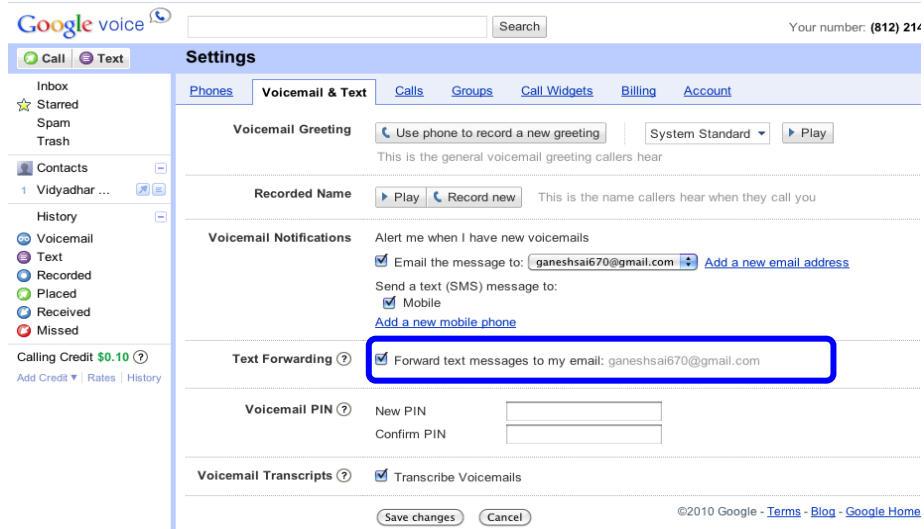 Google voice
Search
Your number: (812) 214
Call Text
Settings
Inbox
Starred
Spam
Trash
Contacts
1 Vidyadhar ...
History
Voicemail
Text
Recorded
Placed
Received
Missed
Calling Credit $0.10 ?
Add Credit ▼ | Rates | History
Phones Voicemail & Text Calls Groups Call Widgets Billing Account
Voicemail Greeting Use phone to record a new greeting System Standard Play
This is the general voicemail greeting callers hear
Recorded Name Play Record new This is the name callers hear when they call you
Voicemail Notifications Alert me when I have new voicemails
Email the message to: ganeshsai670@gmail.com Add a new email address
Send a text (SMS) message to:
Mobile
Add a new mobile phone
Text Forwarding ? Forward text messages to my email: ganeshsai670@gmail.com
Voicemail PIN ? New PIN
Confirm PIN
Voicemail Transcripts ? Transcribe Voicemails
Save changes Cancel
©2010 Google - Terms - Blog - Google Home